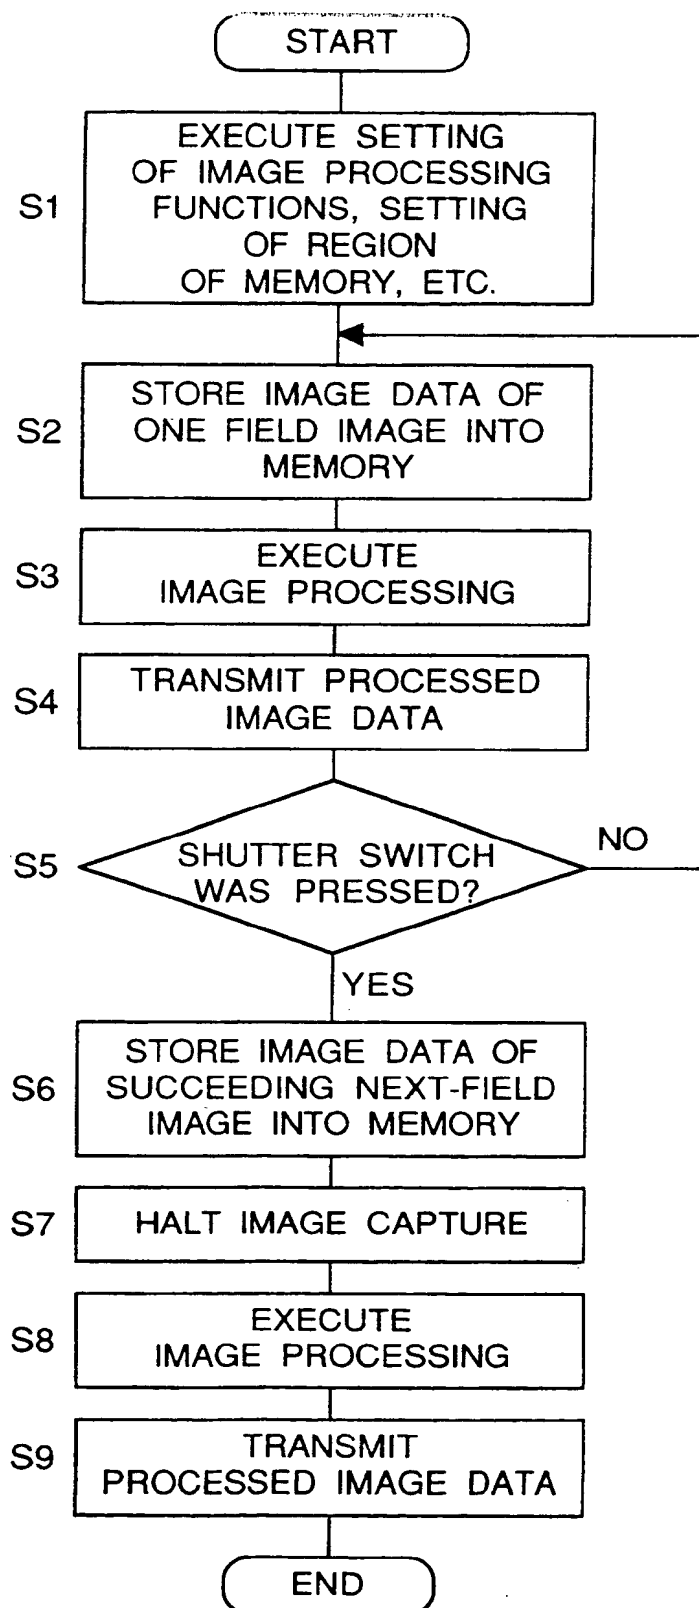 START
S1
EXECUTE SETTING
OF IMAGE PROCESSING
FUNCTIONS, SETTING
OF REGION
OF MEMORY, ETC.
S2
STORE IMAGE DATA OF
ONE FIELD IMAGE INTO
MEMORY
S3
EXECUTE
IMAGE PROCESSING
S4
TRANSMIT PROCESSED
IMAGE DATA
S5
SHUTTER SWITCH
WAS PRESSED?
NO
YES
S6
STORE IMAGE DATA OF
SUCCEEDING NEXT-FIELD
IMAGE INTO MEMORY
S7
HALT IMAGE CAPTURE
S8
EXECUTE
IMAGE PROCESSING
S9
TRANSMIT
PROCESSED IMAGE DATA
END